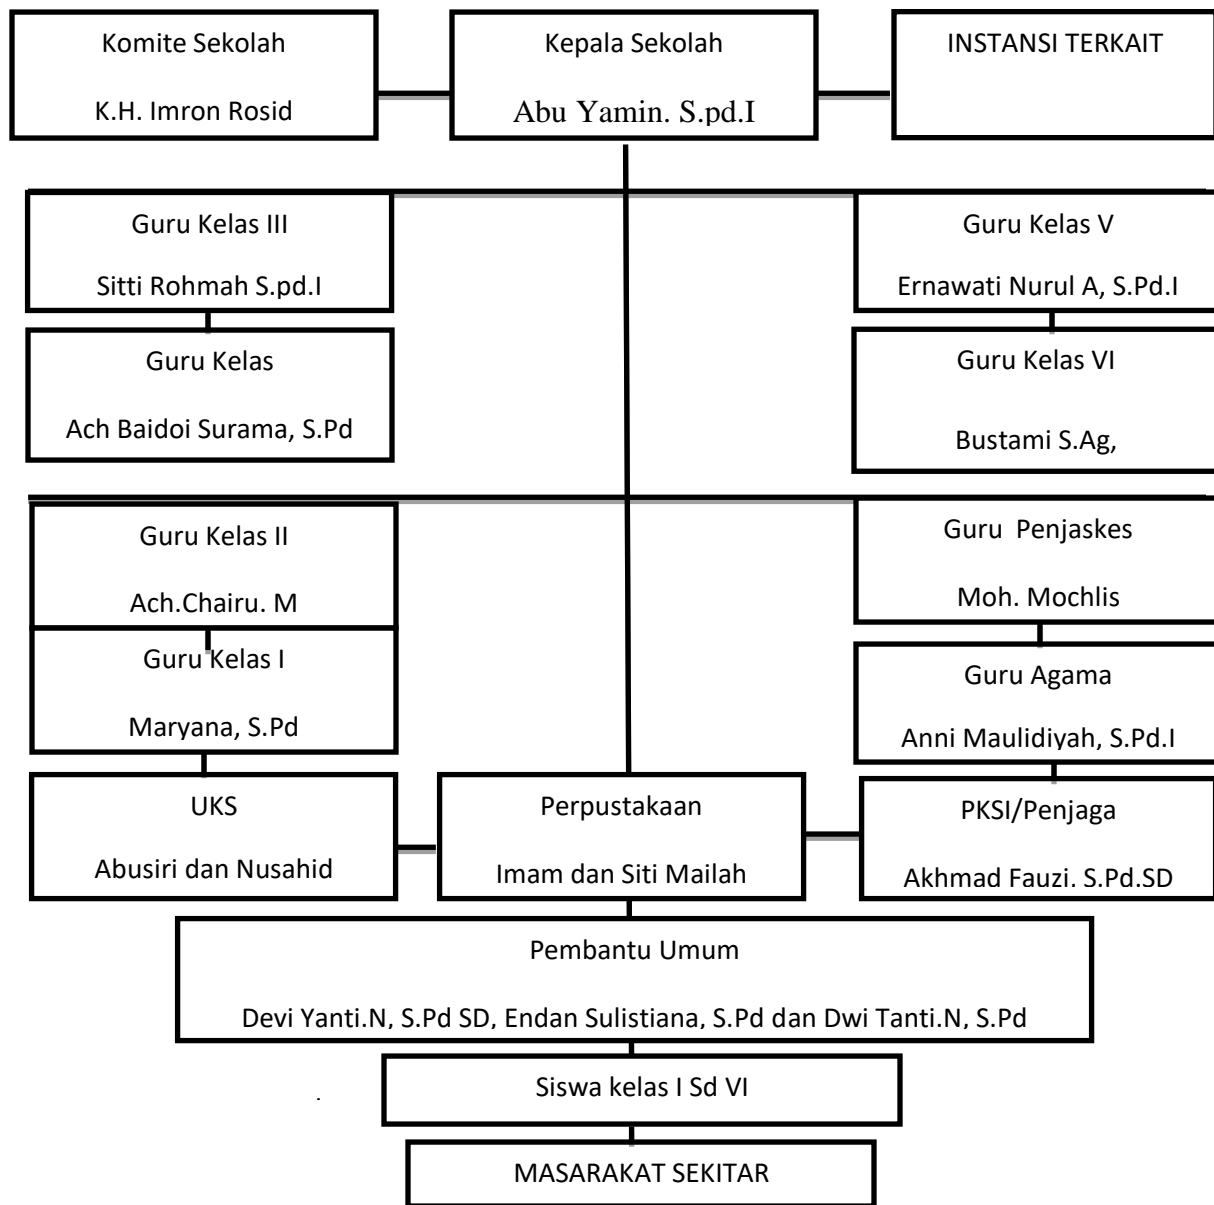 Komite Sekolah
K.H. Imron Rosid
Kepala Sekolah
Abu Yamin. S.pd.I
INSTANSI TERKAIT
Guru Kelas III
Sitti Rohmah S.pd.I
Guru Kelas V
Ernawati Nurul A, S.Pd.I
Guru Kelas
Ach Baidoi Surama, S.Pd
Guru Kelas VI
Bustami S.Ag,
Guru Kelas II
Ach.Chairu. M
Guru Penjaskes
Moh. Mochlis
Guru Kelas I
Maryana, S.Pd
Guru Agama
Anni Maulidiyah, S.Pd.I
UKS
Abusiri dan Nusahid
Perpustakaan
Imam dan Siti Mailah
PKSI/Penjaga
Akhmad Fauzi. S.Pd.SD
Pembantu Umum
Devi Yanti.N, S.Pd SD, Endan Sulistiana, S.Pd dan Dwi Tanti.N, S.Pd
Siswa kelas I Sd VI
.
MASARAKAT SEKITAR